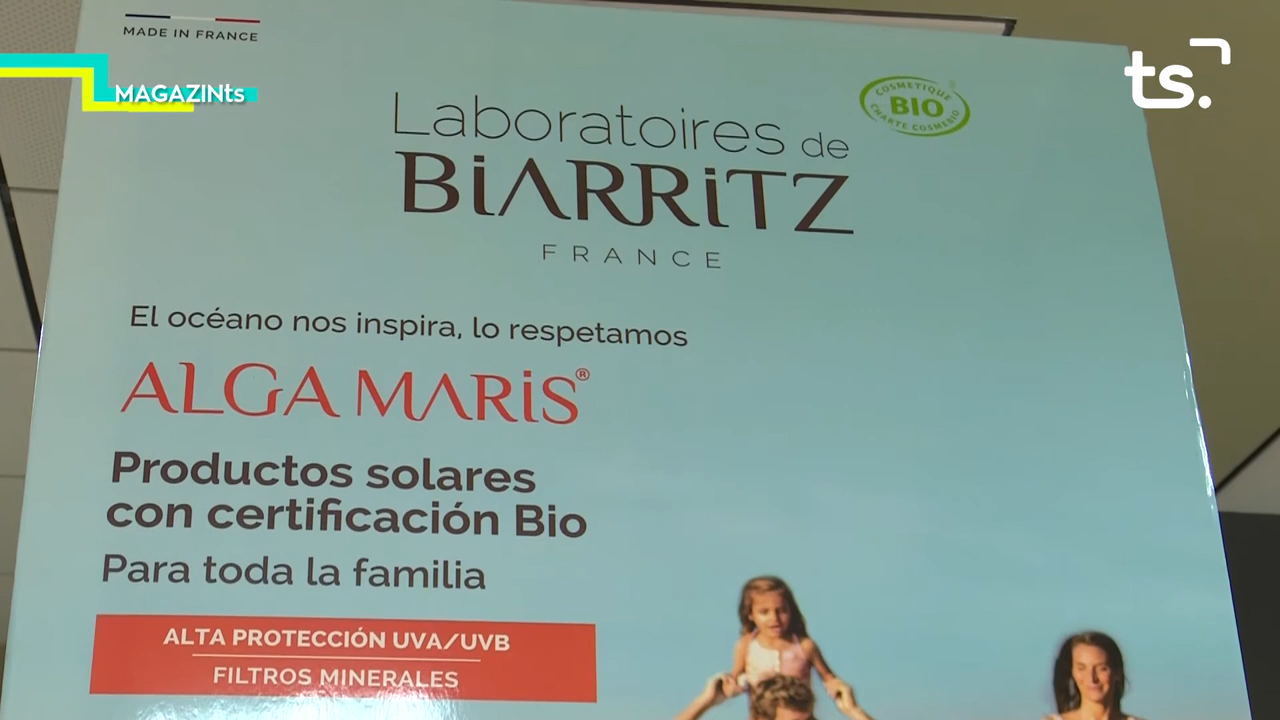 MADE IN FRANCE
MAGAZINts
ts.
Laboratoires de
BiARRiTZ
FRANCE
COSMETIQUE
BIO
CHARTE COSMEBIO
®
El océano nos inspira, lo respetamos
ALGA MARiS®
Productos solares
con certificación Bio
Para toda la familia
ALTA PROTECCIÓN UVA/UVB
FILTROS MINERALES